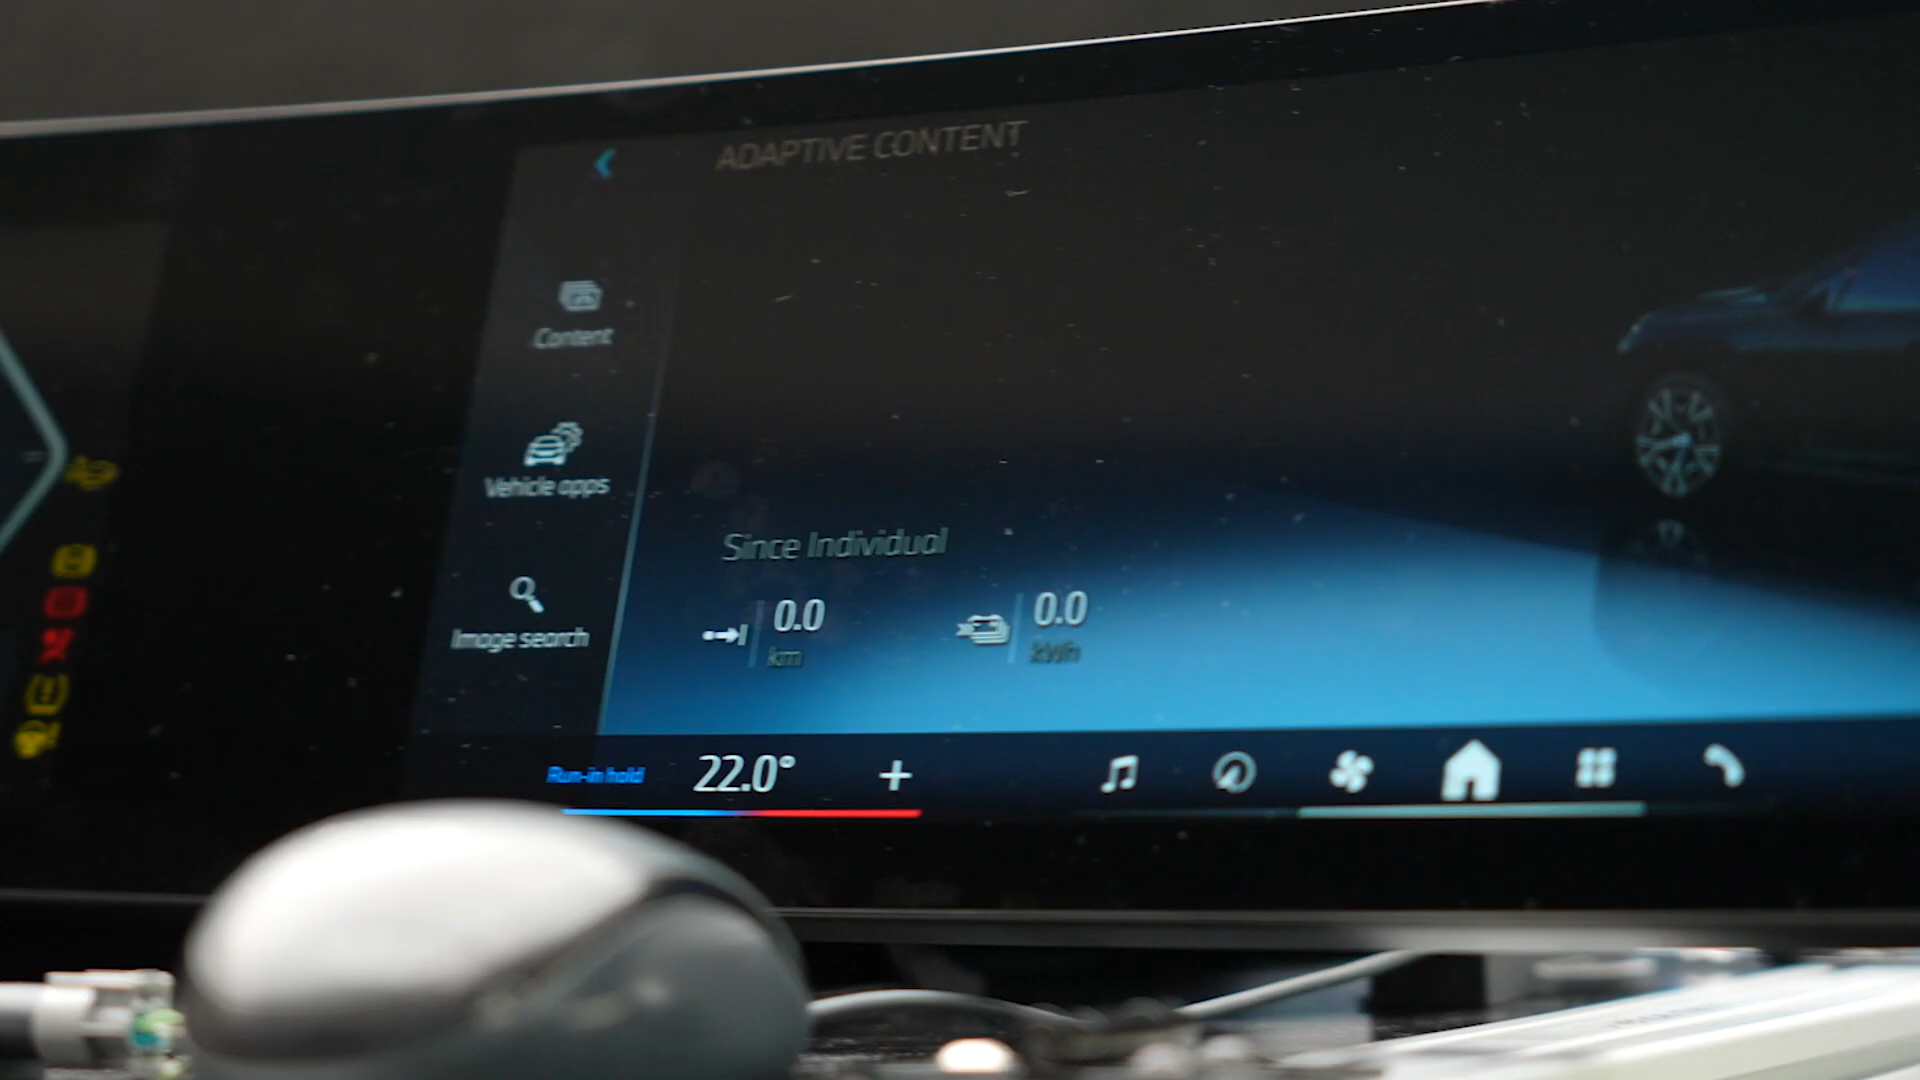 ADAPTIVE CONTENT
Content
Vehicle apps
Image search
Since Individual
0.0
km
0.0
kWh
Run-in hold
22.0°
+